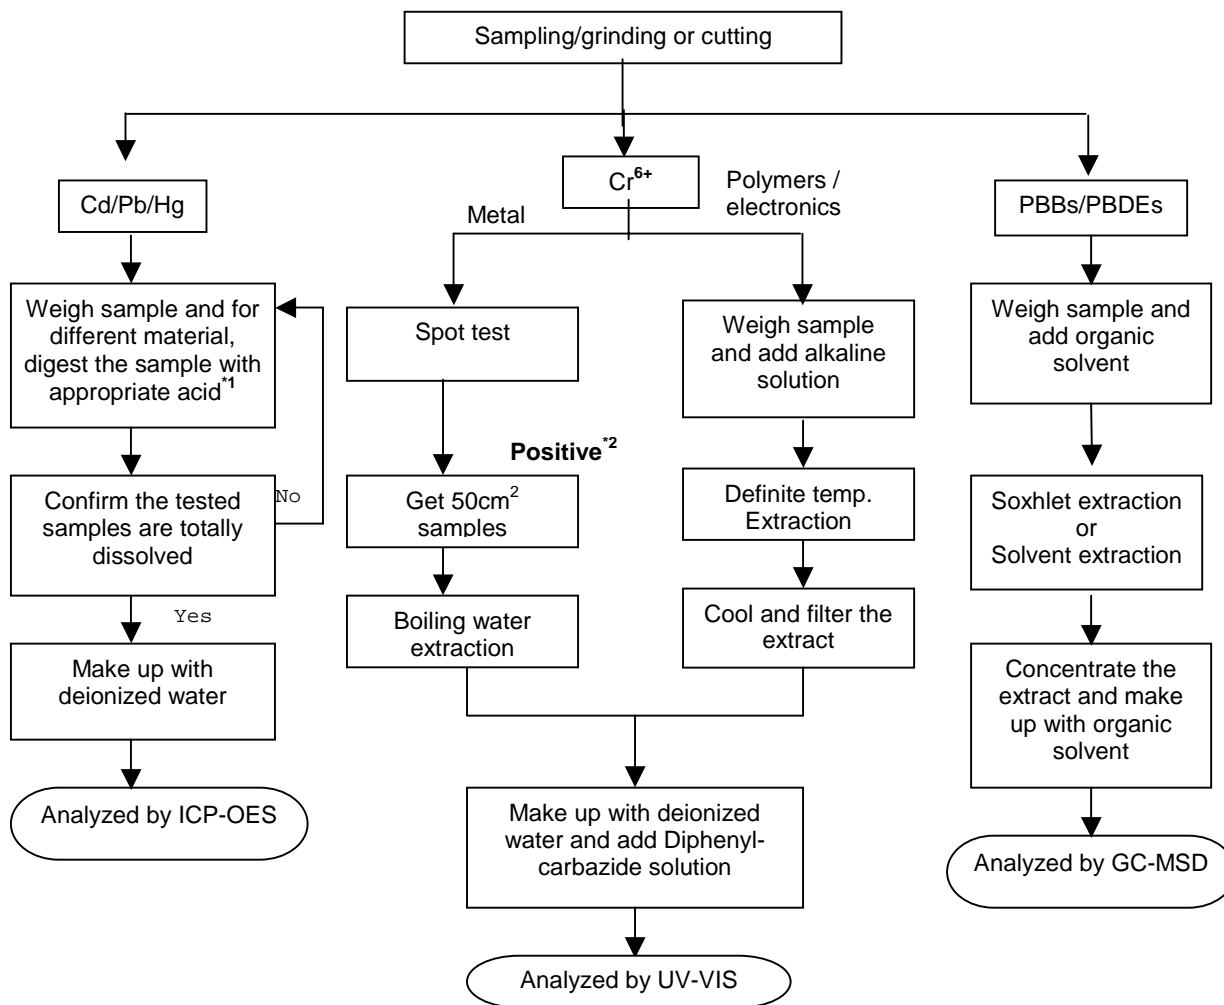 Sampling/grinding or cutting
Cd/Pb/Hg
Cr6+
Metal
Polymers /
electronics
PBBs/PBDEs
Weigh sample and for
different material,
digest the sample with
appropriate acid*1
Spot test
Weigh sample
and add alkaline
solution
Weigh sample and
add organic
solvent
Positive*2
Confirm the tested
samples are totally
dissolved
No
Get 50cm2
samples
Definite temp.
Extraction
Soxhlet extraction
or
Solvent extraction
Yes
Boiling water
extraction
Cool and filter the
extract
Make up with
deionized water
Concentrate the
extract and make
up with organic
solvent
Analyzed by ICP-OES
Make up with deionized
water and add Diphenyl-
carbazide solution
Analyzed by GC-MSD
Analyzed by UV-VIS